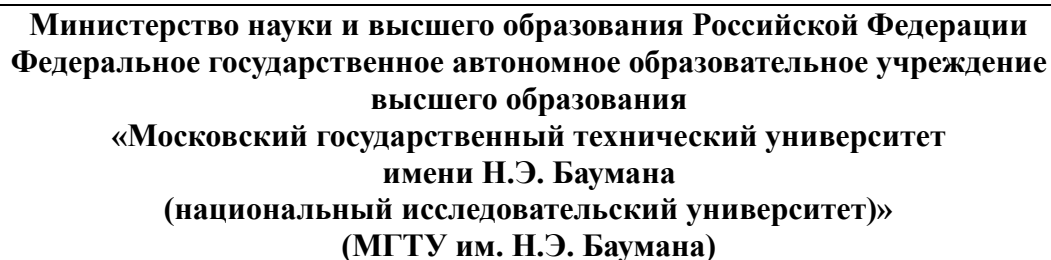 Министерство науки и высшего образования Российской Федерации
Федеральное государственное автономное образовательное учреждение
высшего образования
«Московский государственный технический университет
имени Н.Э. Баумана
(национальный исследовательский университет)»
(МГТУ им. Н.Э. Баумана)